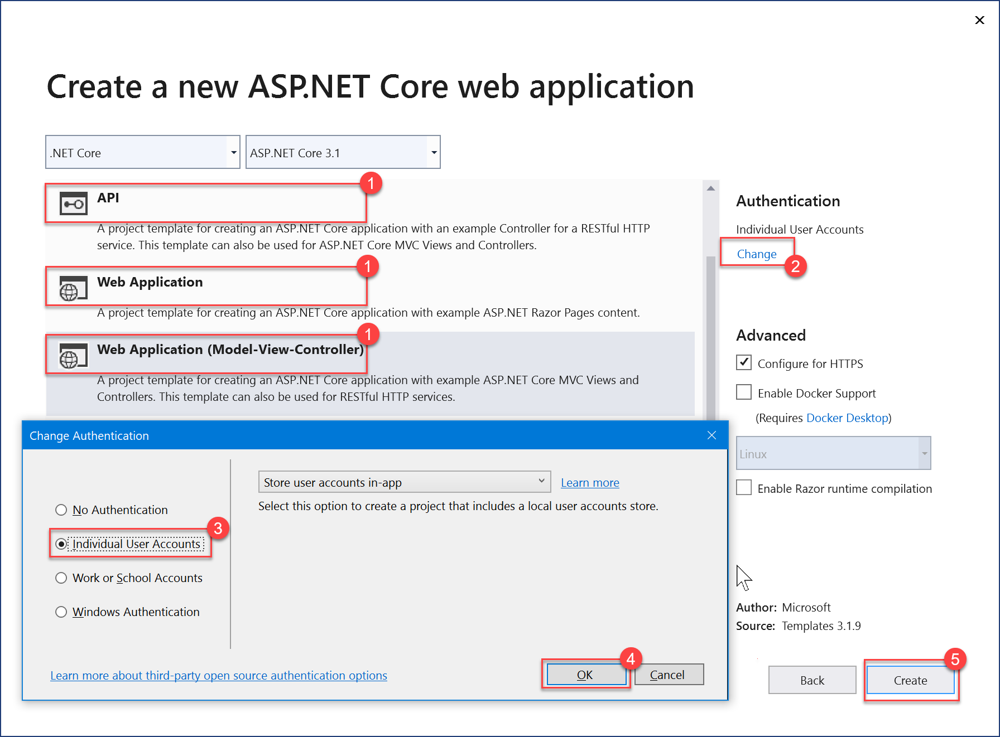 Create a new ASP.NET Core web application
.NET Core
ASP.NET Core 3.1
1
API
A project template for creating an ASP.NET Core application with an example Controller for a RESTful HTTP
service. This template can also be used for ASP.NET Core MVC Views and Controllers.
1
Web Application
A project template for creating an ASP.NET Core application with example ASP.NET Razor Pages content.
1
Web Application (Model-View-Controller)
A project template for creating an ASP.NET Core application with example ASP.NET Core MVC Views and
Controllers. This template can also be used for RESTful HTTP services.
Authentication
Individual User Accounts
Change
2
Advanced
Configure for HTTPS
Enable Docker Support
(Requires Docker Desktop)
Linux
Enable Razor runtime compilation
Author: Microsoft
Source: Templates 3.1.9
Change Authentication
No Authentication
3
Individual User Accounts
Work or School Accounts
Windows Authentication
Store user accounts in-app
Learn more
Select this option to create a project that includes a local user accounts store.
Learn more about third-party open source authentication options
4
OK
Cancel
Back
5
Create